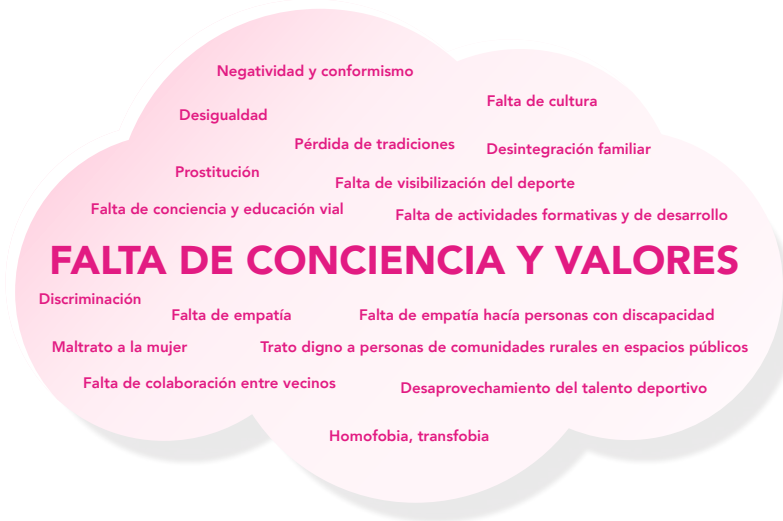 Negatividad y conformismo
Falta de cultura
Desigualdad
Pérdida de tradiciones
Desintegración familiar
Prostitución
Falta de visibilización del deporte
Falta de conciencia y educación vial
Falta de actividades formativas y de desarrollo
FALTA DE CONCIENCIA Y VALORES
Discriminación
Falta de empatía
Falta de empatía hacía personas con discapacidad
Maltrato a la mujer
Trato digno a personas de comunidades rurales en espacios públicos
Falta de colaboración entre vecinos
Desaprovechamiento del talento deportivo
Homofobia, transfobia